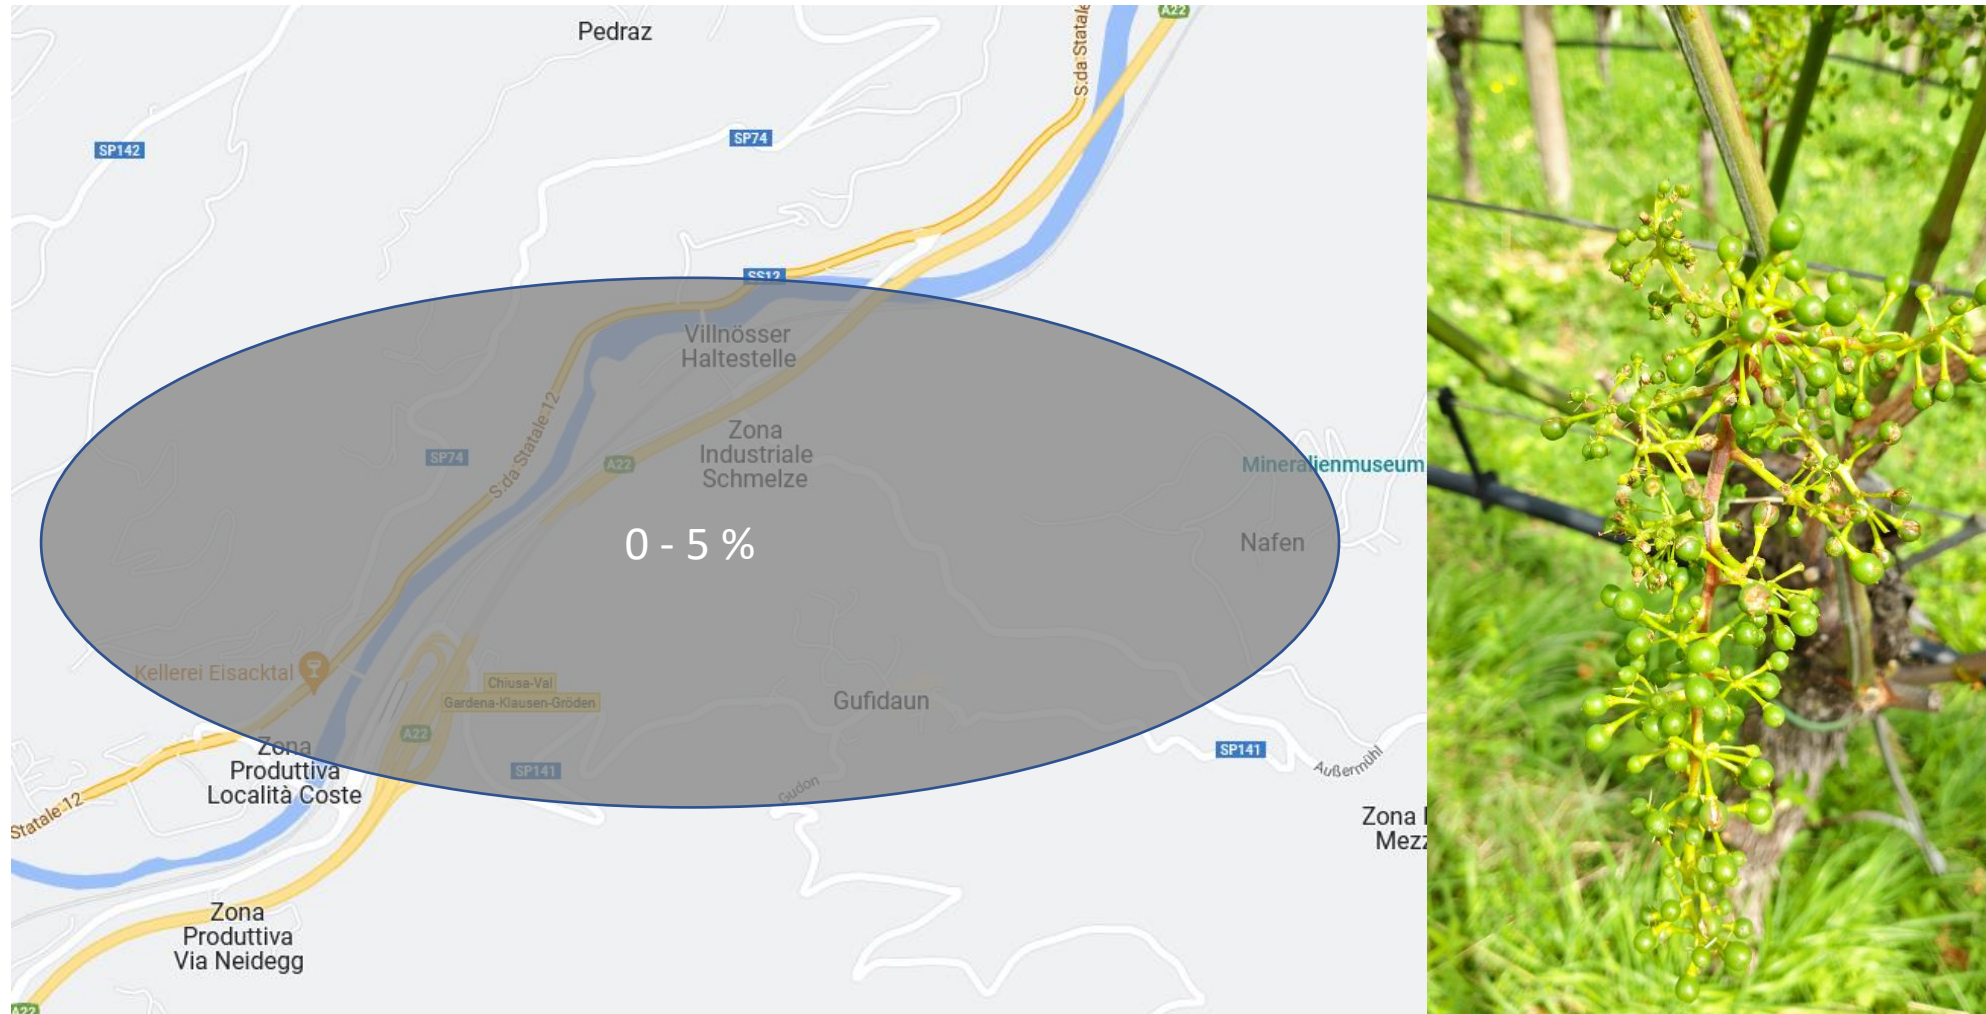 Pedraz
A22
S.da Statale
SP142
SP74
SS12
Villnösser
Haltestelle
S.da Statale 12
Zona
Industriale
Schmelze
SP74
A22
Mineralienmuseum
0 - 5 %
Nafen
Kellerei Eisacktal
Chiusa-Val
Gardena-Klausen-Gröden
Gufidaun
A22
Zona
Produttiva
Località Coste
SP141
SP141
Außermühl
Gudon
Statale 12
Zona
Mezz
Zona
Produttiva
Via Neidegg
A22